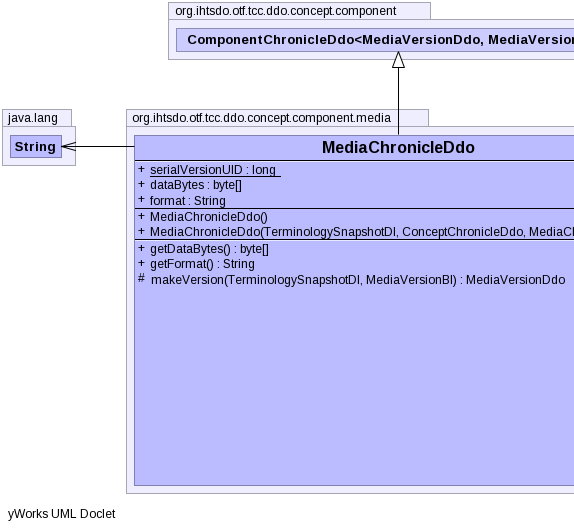 org.ihtsdo.otf.tcc.ddo.concept.component
ComponentChronicleDdo<MediaVersionDdo, MediaVersion
java.lang
String
org.ihtsdo.otf.tcc.ddo.concept.component.media
MediaChronicleDdo
+ serialVersionUID : long
+ dataBytes : byte[]
+ format : String
+ MediaChronicleDdo()
+ MediaChronicleDdo(TerminologySnapshotDI, ConceptChronicleDdo, MediaCl
+ getDataBytes() : byte[]
+ getFormat() : String
# makeVersion(TerminologySnapshotDI, MediaVersionBI) : MediaVersionDdo
yWorks UML Doclet